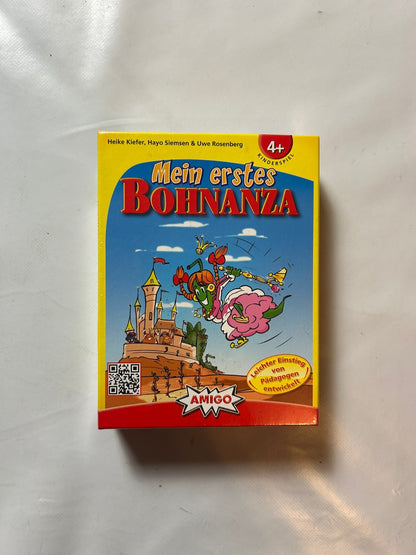 Heike Kiefer, Hayo Siemsen & Uwe Rosenberg
4+
KINDERSPIEL
Mein erstes
BOHNANZA
Leichter Einstieg
von
Pädagogen
entwickelt
AMIGO